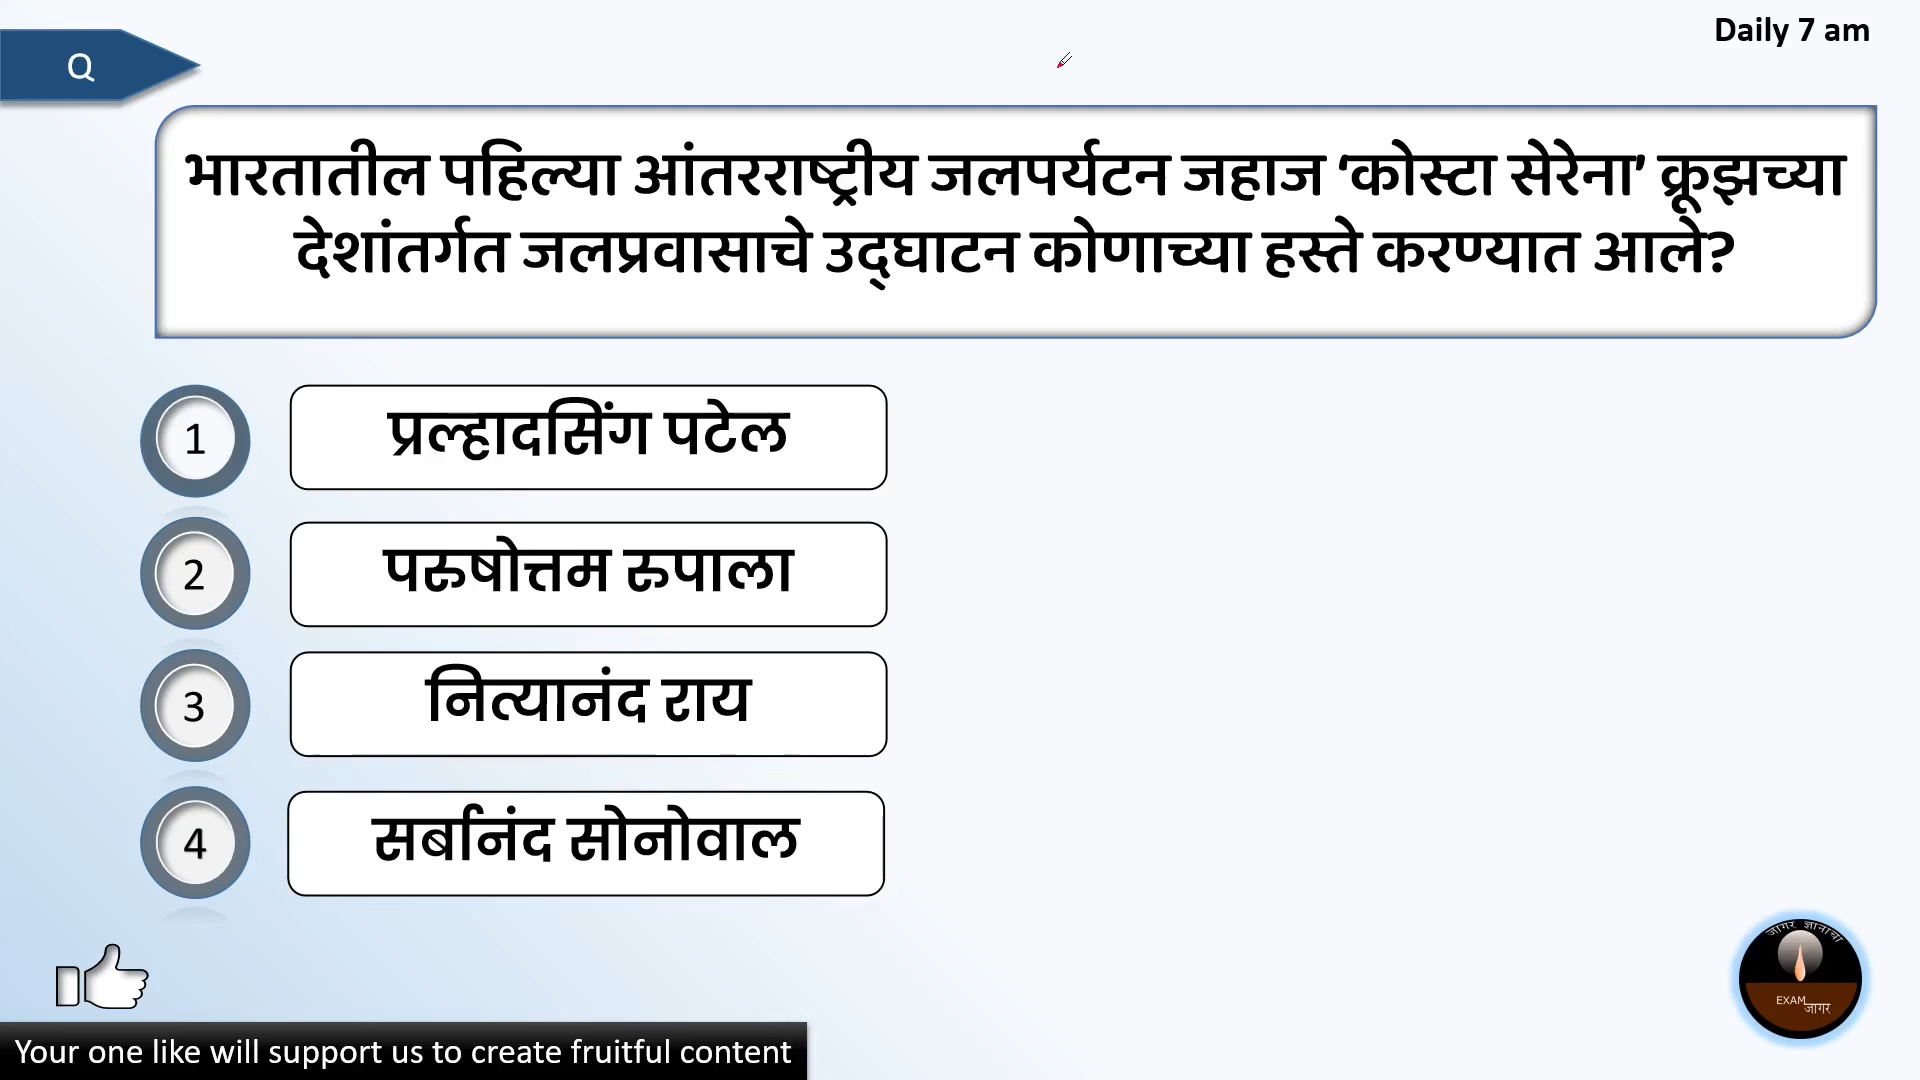 Daily 7 am
Q
भारतातील पहिल्या आंतरराष्ट्रीय जलपर्यटन जहाज ‘कोस्टा सेरेना’ क्रूझच्या
देशांतर्गत जलप्रवासाचे उद्‌घाटन कोणाच्या हस्ते करण्यात आले?
1
प्रल्हादसिंग पटेल
2
परुषोत्तम रुपाला
3
नित्यानंद राय
4
सर्बानंद सोनोवाल
जागर ज्ञानाचा
EXAM
जागर
Your one like will support us to create fruitful content